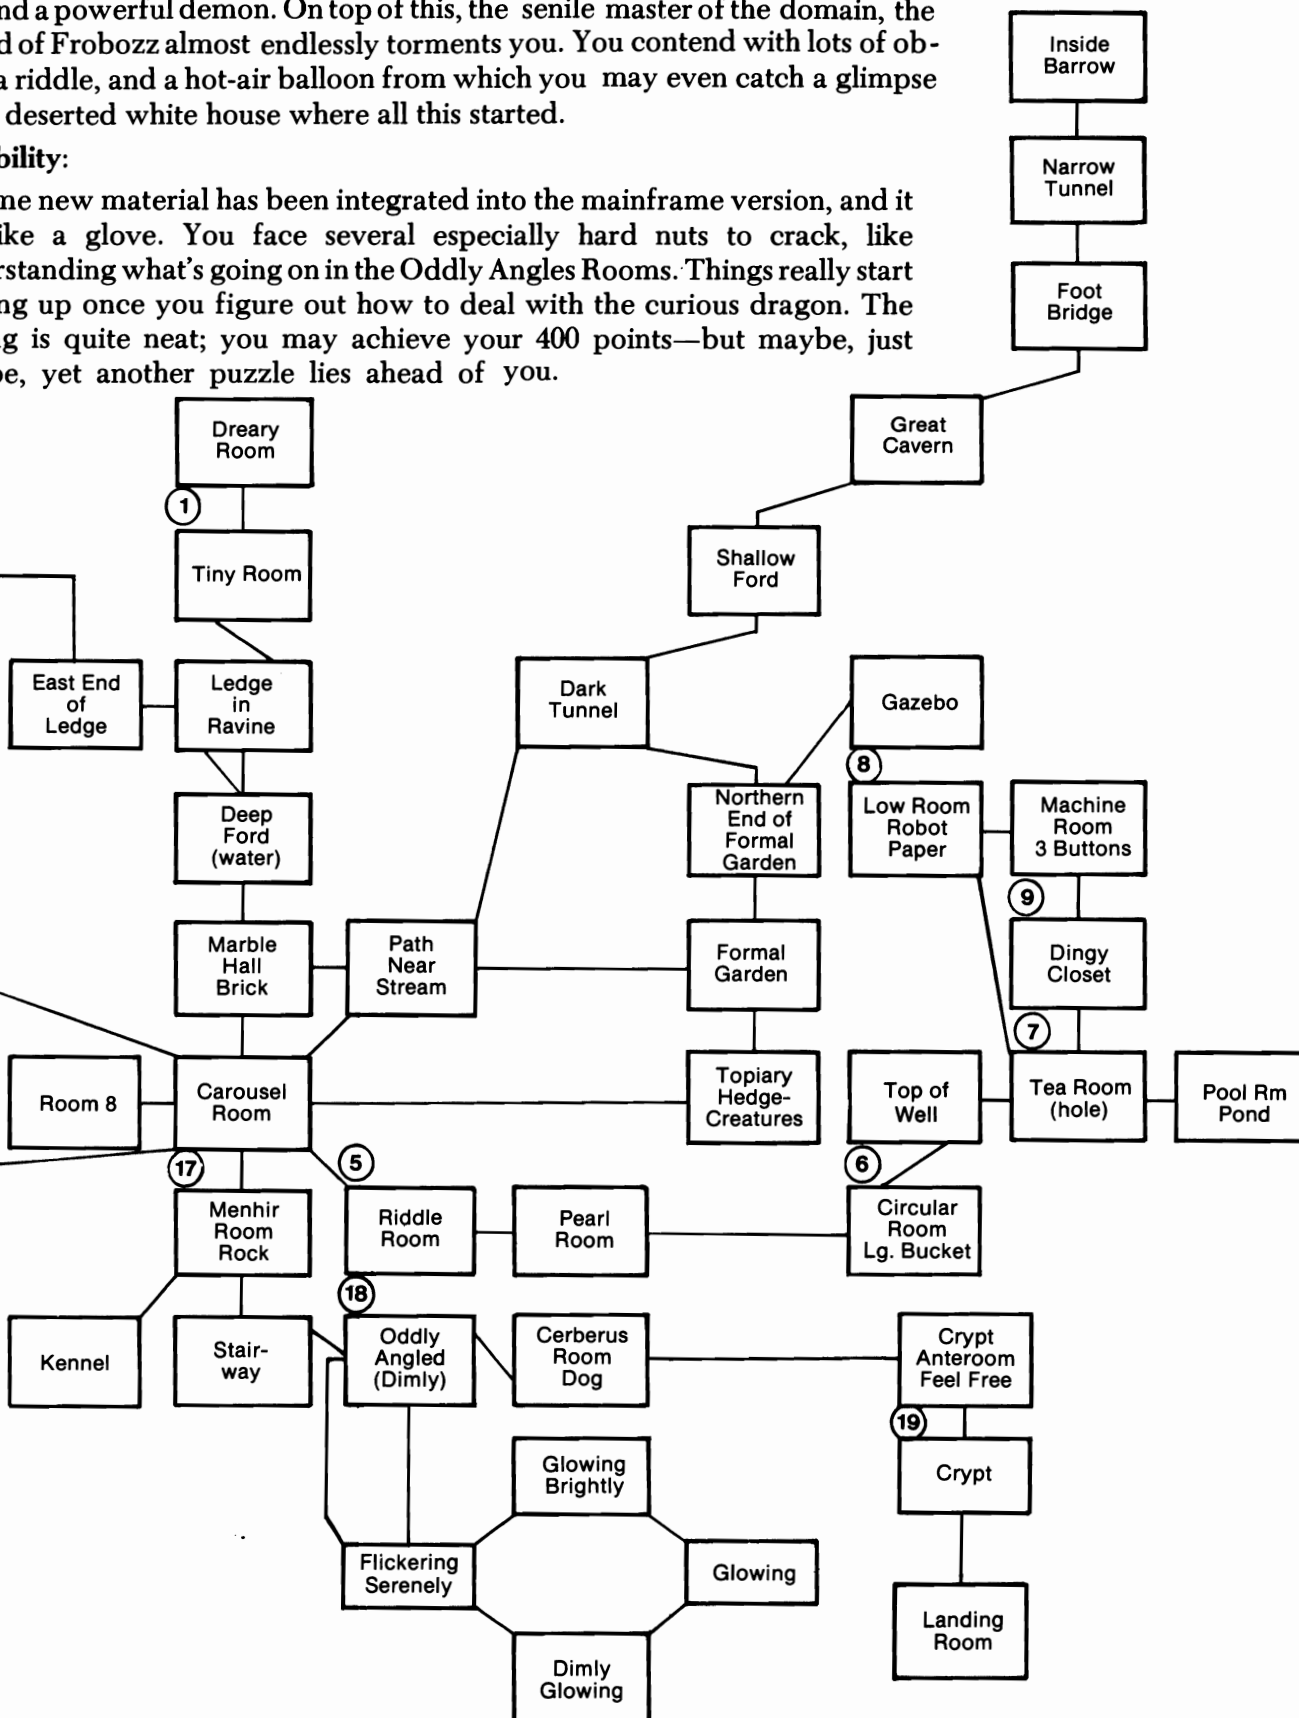 nd a powerful demon. On top of this, the senile master of the domain, the
d of Frobozz almost endlessly torments you. You contend with lots of ob-
a riddle, and a hot-air balloon from which you may even catch a glimpse
deserted white house where all this started.
bility:
me new material has been integrated into the mainframe version, and it
ike a glove. You face several especially hard nuts to crack, like
rstanding what's going on in the Oddly Angles Rooms. Things really start
ng up once you figure out how to deal with the curious dragon. The
g is quite neat; you may achieve your 400 points—but maybe, just
be, yet another puzzle lies ahead of you.
Inside
Barrow
Narrow
Tunnel
Foot
Bridge
Great
Cavern
Dreary
Room
1
Tiny Room
Shallow
Ford
East End
of
Ledge
Ledge
in
Ravine
Dark
Tunnel
Gazebo
8
Deep
Ford
(water)
Northern
End of
Formal
Garden
Low Room
Robot
Paper
Machine
Room
3 Buttons
9
Marble
Hall
Brick
Path
Near
Stream
Formal
Garden
Dingy
Closet
7
Room 8
Carousel
Room
Topiary
Hedge-
Creatures
Top of
Well
Tea Room
(hole)
Pool Rm
Pond
17
5
6
Menhir
Room
Rock
Riddle
Room
Pearl
Room
Circular
Room
Lg. Bucket
18
Kennel
Stair-
way
Oddly
Angled
(Dimly)
Cerberus
Room
Dog
Crypt
Anteroom
Feel Free
19
Glowing
Brightly
Crypt
Flickering
Serenely
Glowing
Landing
Room
Dimly
Glowing